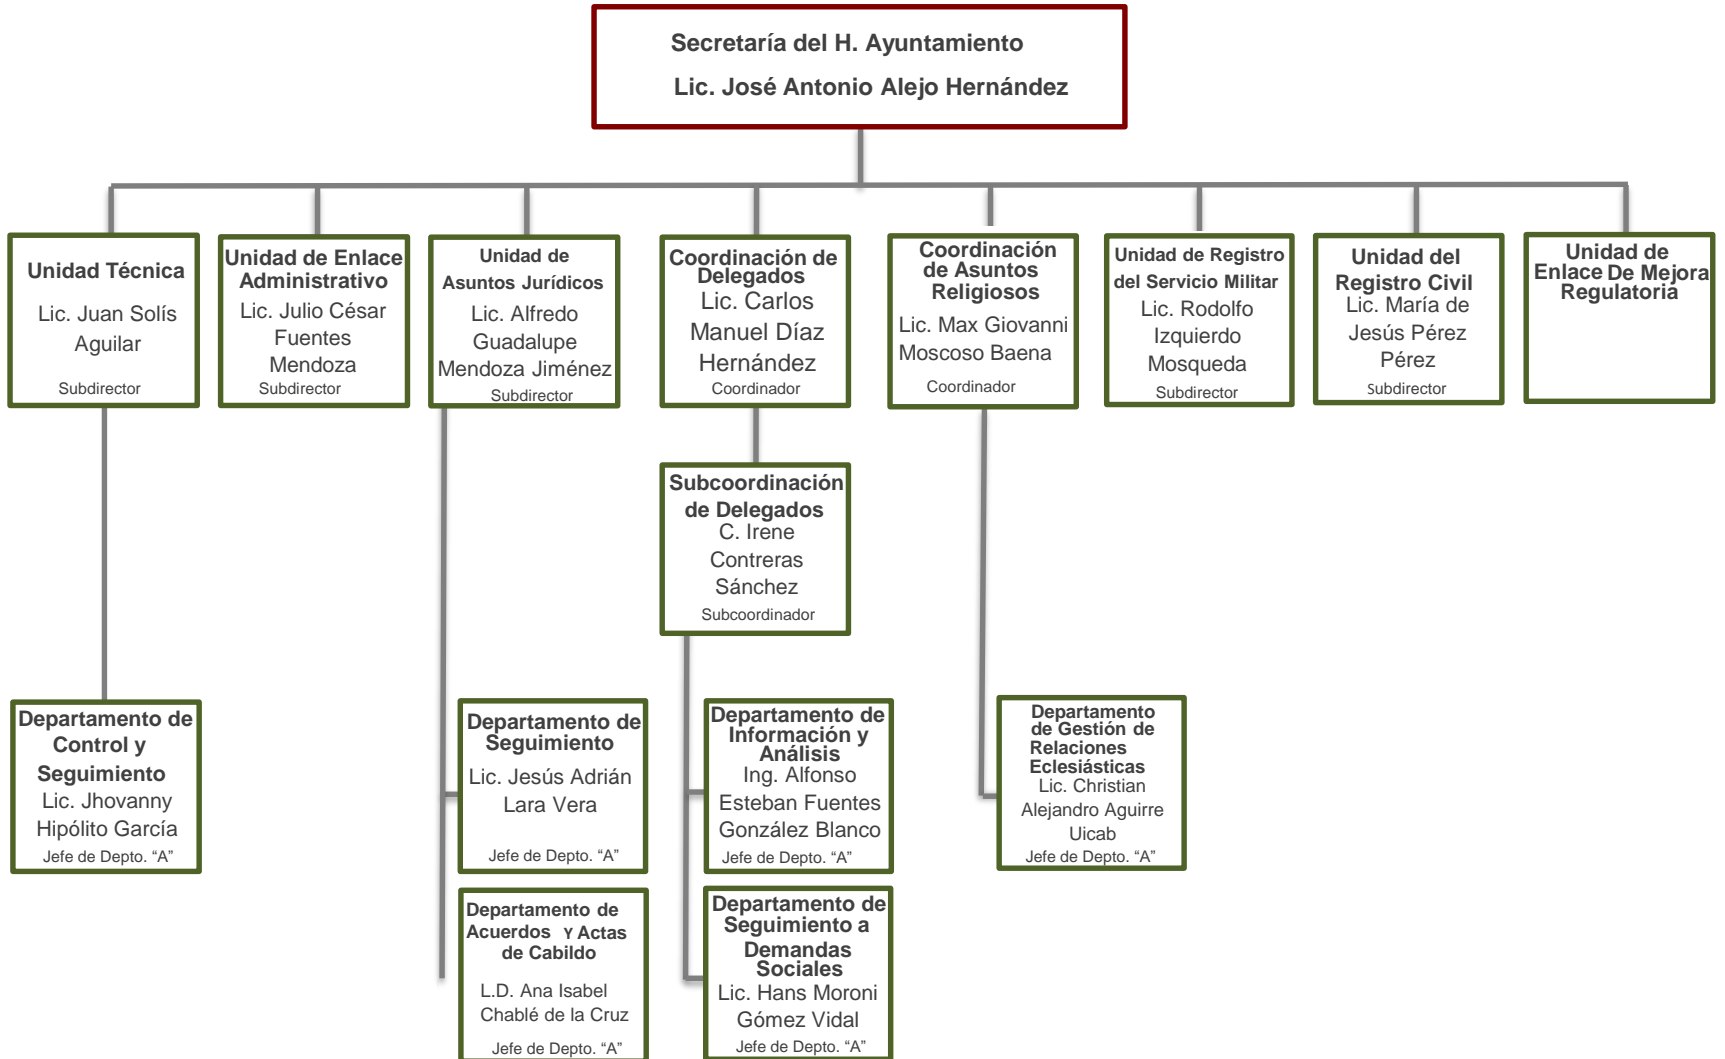 Secretaría del H. Ayuntamiento
Lic. José Antonio Alejo Hernández
Unidad Técnica
Lic. Juan Solís
Aguilar
Subdirector
Unidad de Enlace
Administrativo
Lic. Julio César
Fuentes
Mendoza
Subdirector
Unidad de
Asuntos Jurídicos
Lic. Alfredo
Guadalupe
Mendoza Jiménez
Subdirector
Coordinación de
Delegados
Lic. Carlos
Manuel Díaz
Hernández
Coordinador
Coordinación
de Asuntos
Religiosos
Lic. Max Giovanni
Moscoso Baena
Coordinador
Unidad de Registro
del Servicio Militar
Lic. Rodolfo
Izquierdo
Mosqueda
Subdirector
Unidad del
Registro Civil
Lic. María de
Jesús Pérez
Pérez
Subdirector
Unidad de
Enlace De Mejora
Regulatoria
Subcoordinación
de Delegados
C. Irene
Contreras
Sánchez
Subcoordinador
Departamento de
Control y
Seguimiento
Lic. Jhovanny
Hipólito García
Jefe de Depto. “A”
Departamento de
Seguimiento
Lic. Jesús Adrián
Lara Vera
Jefe de Depto. “A”
Departamento de
Información y
Análisis
Ing. Alfonso
Esteban Fuentes
González Blanco
Jefe de Depto. “A”
Departamento
de Gestión de
Relaciones
Eclesiásticas
Lic. Christian
Alejandro Aguirre
Uicab
Jefe de Depto. “A”
Departamento de
Acuerdos Y Actas
de Cabildo
L.D. Ana Isabel
Chablé de la Cruz
Jefe de Depto. “A”
Departamento de
Seguimiento a
Demandas
Sociales
Lic. Hans Moroni
Gómez Vidal
Jefe de Depto. “A”